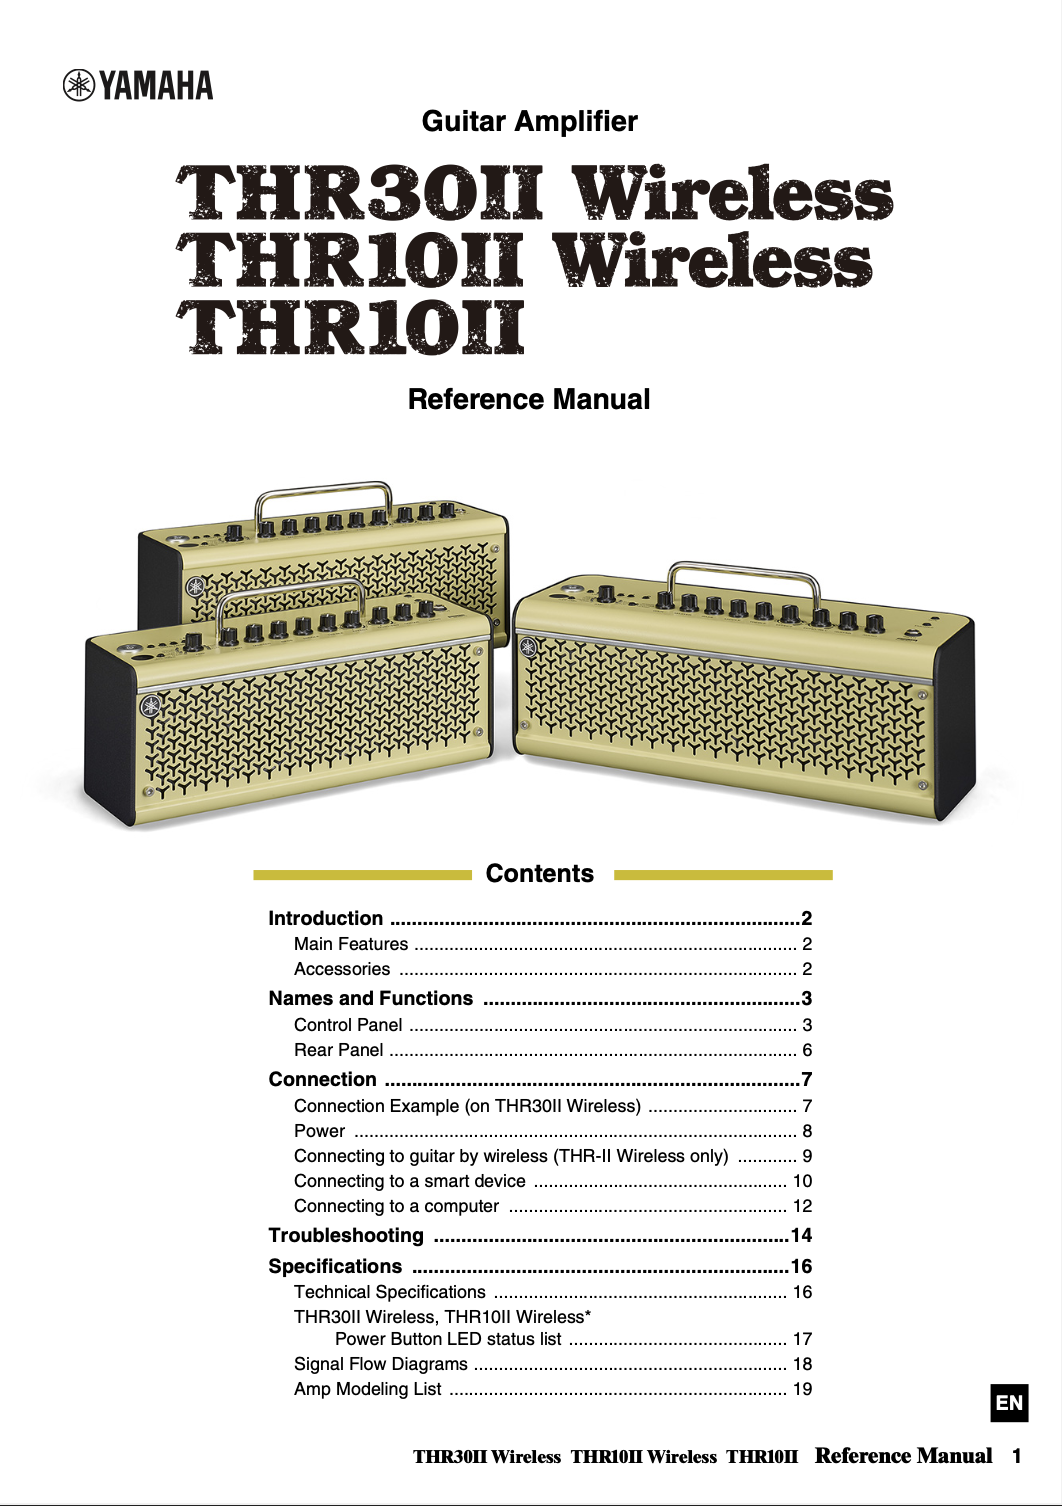 YAMAHA
Guitar Amplifier
THR30II Wireless
THR10II Wireless
THR10II
Reference Manual
Contents
Introduction ...........................................................................2
Main Features ............................................................................. 2
Accessories ................................................................................ 2
Names and Functions ..........................................................3
Control Panel .............................................................................. 3
Rear Panel .................................................................................. 6
Connection ............................................................................7
Connection Example (on THR30II Wireless) .............................. 7
Power ......................................................................................... 8
Connecting to guitar by wireless (THR-II Wireless only) ............ 9
Connecting to a smart device ................................................... 10
Connecting to a computer ........................................................ 12
Troubleshooting .................................................................14
Specifications .....................................................................16
Technical Specifications ........................................................... 16
THR30II Wireless, THR10II Wireless*
Power Button LED status list ............................................ 17
Signal Flow Diagrams ............................................................... 18
Amp Modeling List .................................................................... 19
EN
THR30II Wireless THR10II Wireless THR10II Reference Manual 1